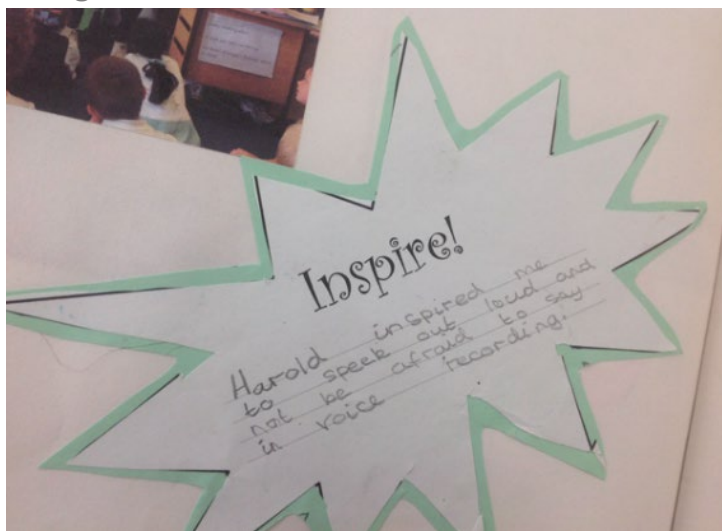 Inspire!
Harold inspired me
to speek out loud and
not be afraid to say
in voice recording.